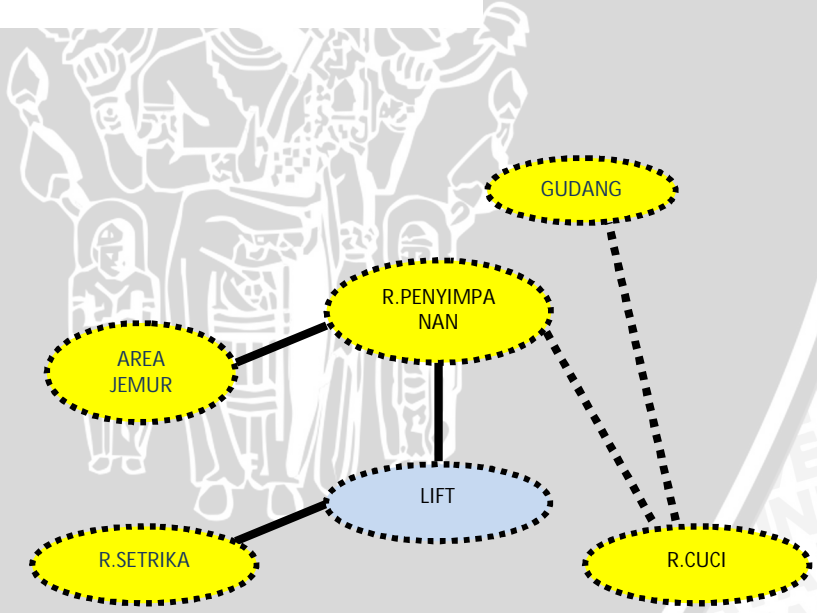 GUDANG
R.PENYIMPA
NAN
AREA
JEMUR
LIFT
R.SETRIKA
R.CUCI